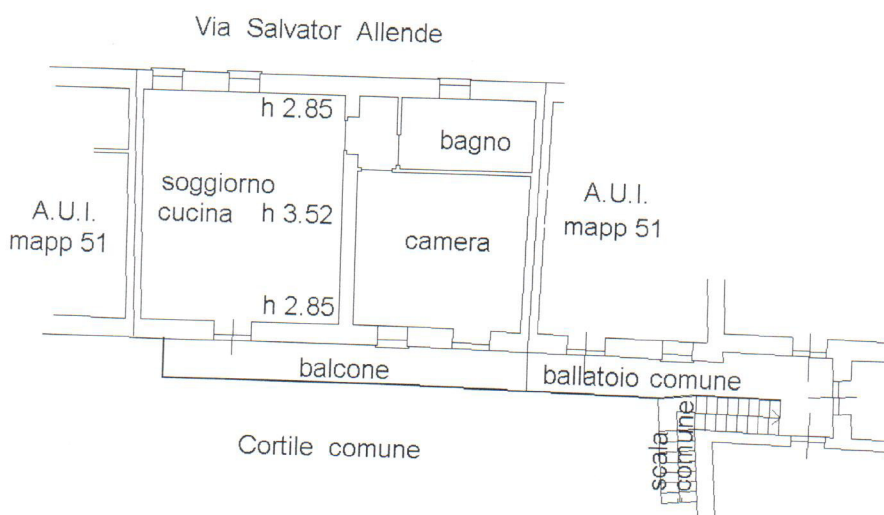 Via Salvator Allende
h 2.85
bagno
soggiorno
cucina h 3.52
A.U.I.
mapp 51
camera
A.U.I.
mapp 51
h 2.85
balcone
ballatoio comune
Cortile comune
scala
comune